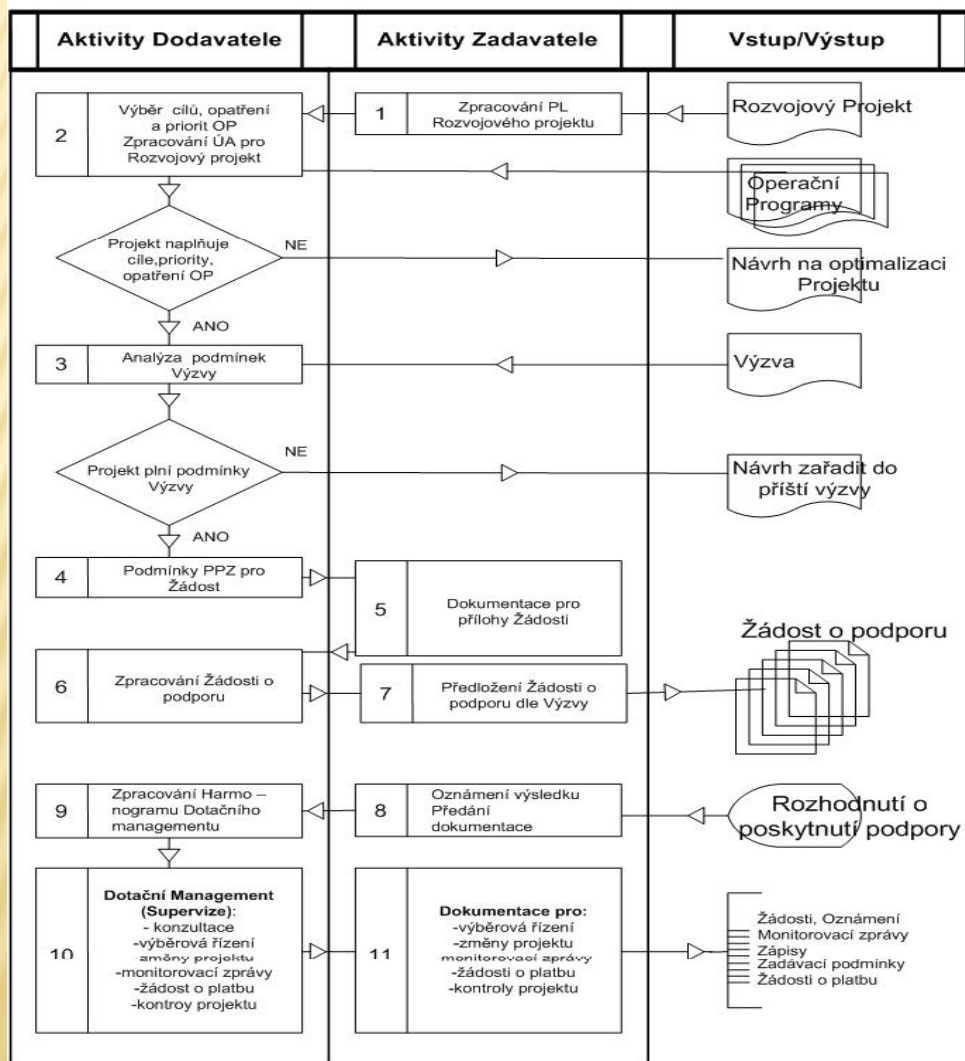 Aktivity Dodavatele
Aktivity Zadavatele
Vstup/Výstup
2
Výběr cílů, opatření
a priorit OP
Zpracování ÚA pro
Rozvojový projekt
1
Zpracování PL
Rozvojového projektu
Rozvojový Projekt
Operační
Programy
Projekt naplňuje
cíle,priority,
opatření OP
NE
Návrh na optimalizaci
Projektu
ANO
3
Analýza podmínek
Výzvy
Výzva
Projekt plní podmínky
Výzvy
NE
Návrh zařadit do
příští výzvy
ANO
4
Podmínky PPZ pro
Žádost
5
Dokumentace pro
přílohy Žádosti
6
Zpracování Žádosti o
podporu
7
Předložení Žádosti o
podporu dle Výzvy
Žádost o podporu
9
Zpracování Harmo –
nogramu Dotačního
managementu
8
Oznámení výsledku
Předání
dokumentace
Rozhodnutí o
poskytnutí podpory
10
Dotační Management
(Supervize):
- konzultace
-výběrová řízení
-změny projektu
-monitorovací zprávy
-žádost o platbu
-kontroy projektu
11
Dokumentace pro:
-výběrová řízení
-změny projektu
-monitorovací zprávy
-žádosti o platbu
-kontroly projektu
Žádosti, Oznámení
Monitorovací zprávy
Zápisy
Zadávací podmínky
Žádosti o platbu